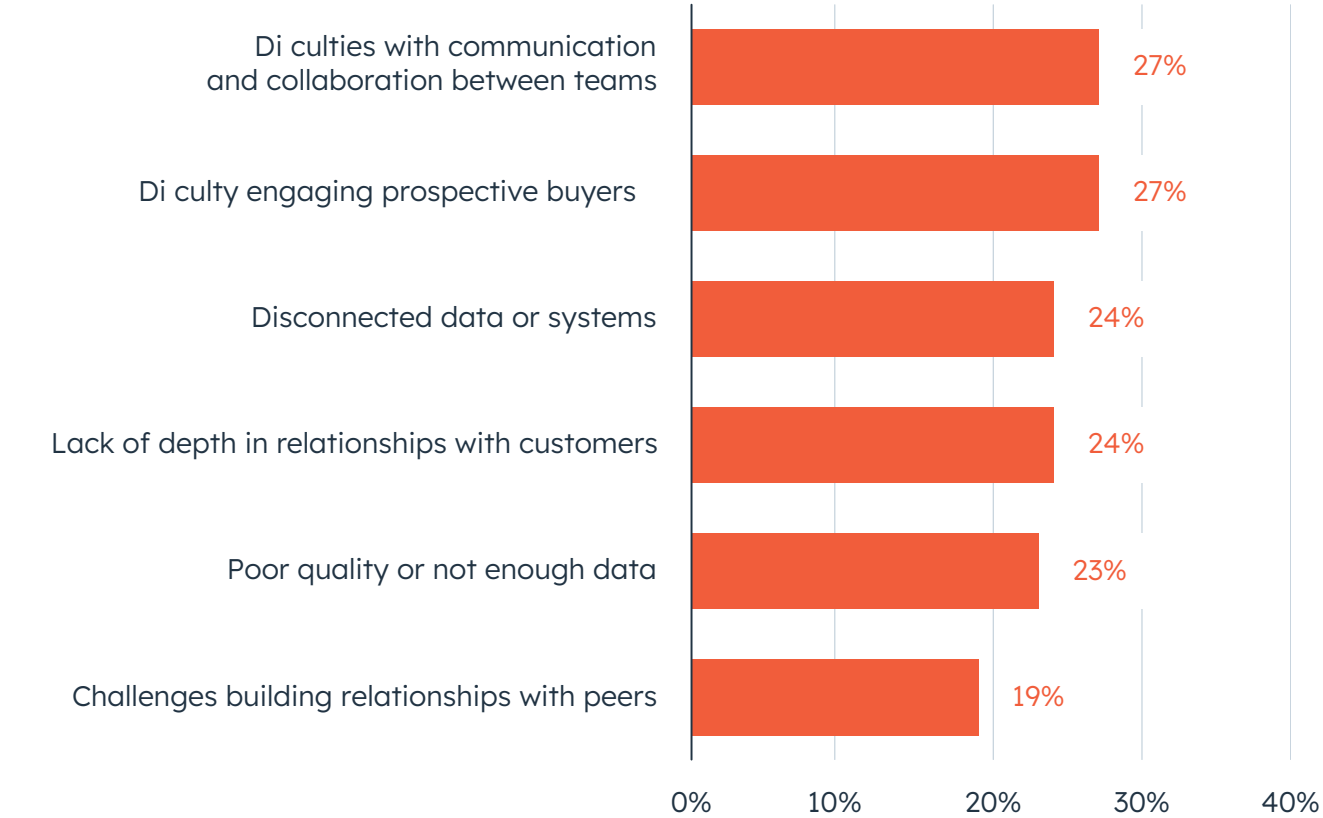 Di culties with communication
and collaboration between teams
27%
Di culty engaging prospective buyers
27%
Disconnected data or systems
24%
Lack of depth in relationships with customers
24%
Poor quality or not enough data
23%
Challenges building relationships with peers
19%
0% 10% 20% 30% 40%